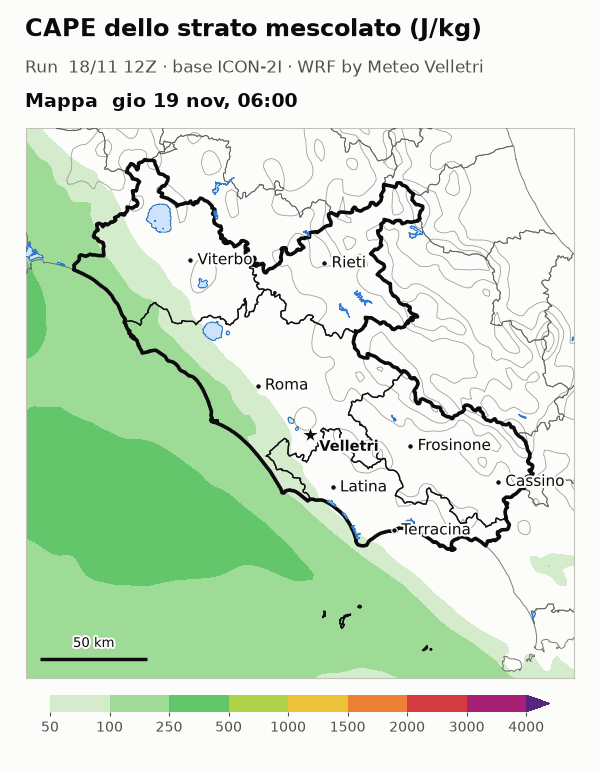 CAPE dello strato mescolato (J/kg)
Run  18/11 12Z · base ICON-2I · WRF by Meteo Velletri
Mappa  gio 19 nov, 06:00
Viterbo
Rieti
Roma
Velletri
Frosinone
Cassino
Latina
Terracina
50 km
50 100 250 500 1000 1500 2000 3000 4000